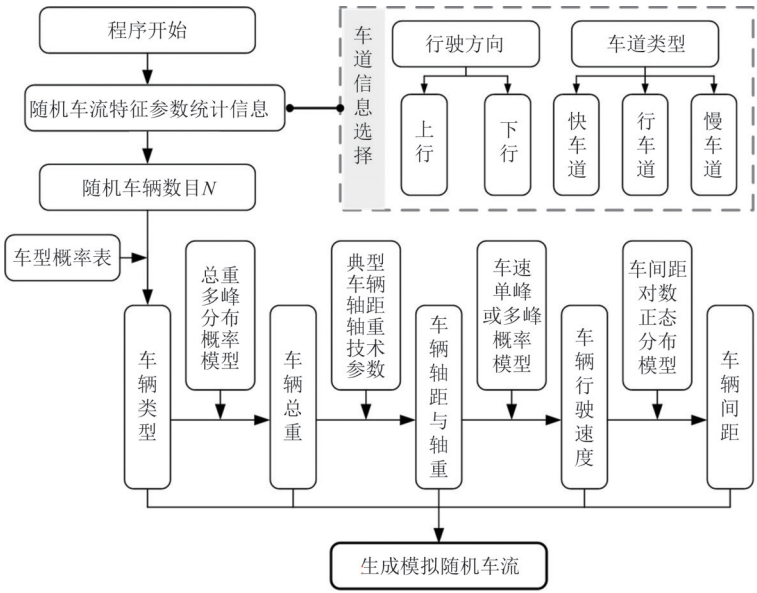 程序开始
随机车流特征参数统计信息
随机车辆数目N
车型概率表
车道信息选择
行驶方向
车道类型
上行
下行
快车道
行车道
慢车道
总重
多峰
分布
概率
模型
典型
车辆
轴距
轴重
技术
参数
车速
单峰
或多峰
概率
模型
车间距
对数
正态
分布
模型
车辆类型
车辆总重
车辆轴距与轴重
车辆行驶速度
车辆间距
生成模拟随机车流